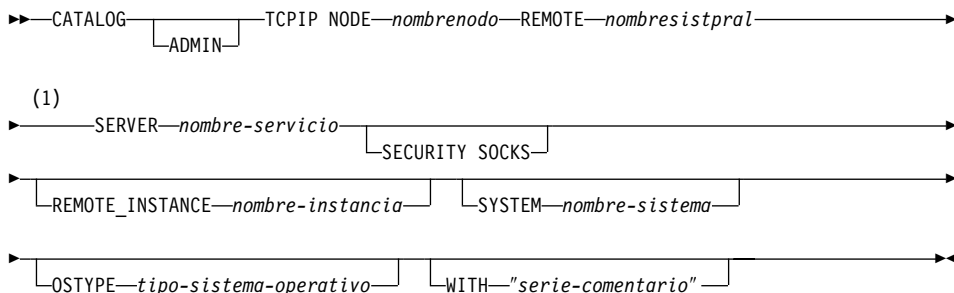 CATALOG TCPIP NODE nombrenodo REMOTE nombresistpral
ADMIN
(1)
SERVER nombre-servicio
SECURITY SOCKS
REMOTE_INSTANCE nombre-instancia SYSTEM nombre-sistema
OSTYPE tipo-sistema-operativo WITH "serie-comentario"